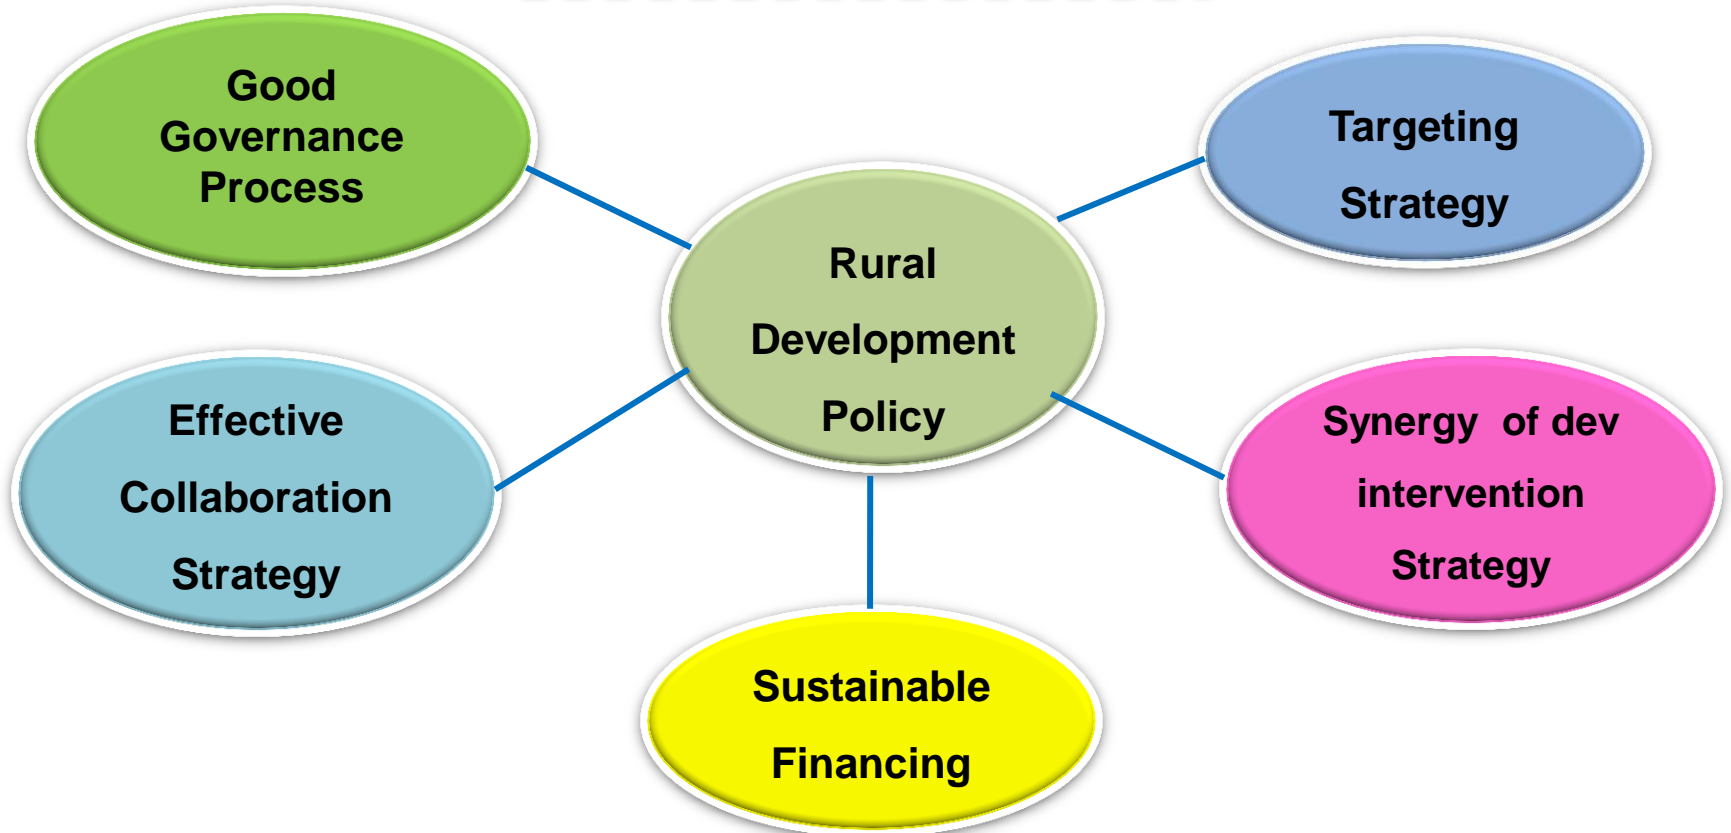 Good
Governance
Process
Targeting
Strategy
Rural
Development
Policy
Effective
Collaboration
Strategy
Synergy  of dev
intervention
Strategy
Sustainable
Financing